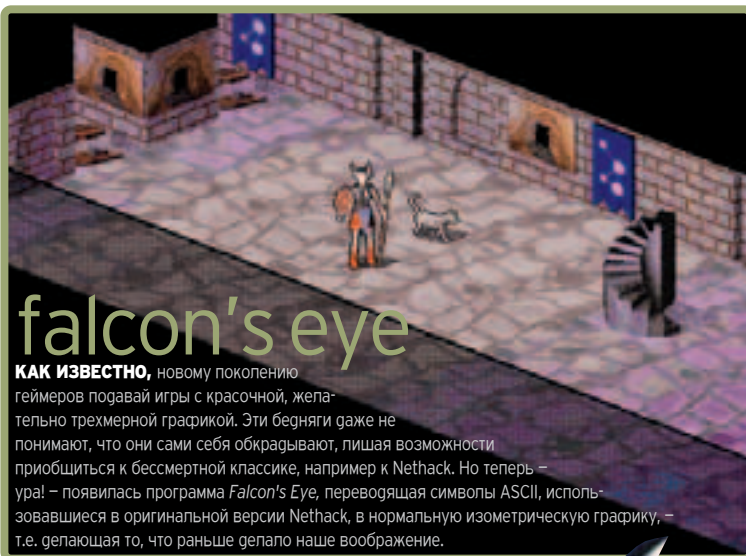 falcon's eye
КАК ИЗВЕСТНО, новому поколению
геймеров подавай игры с красочной, жела-
тельно трехмерной графикой. Эти бедняги даже не
понимают, что они сами себя обкрадывают, лишая возможности
приобщиться к бессмертной классике, например к Nethack. Но теперь –
ура! – появилась программа Falcon's Eye, переводящая символы ASCII, исполь-
зовавшиеся в оригинальной версии Nethack, в нормальную изометрическую графику, –
т.е. делающая то, что раньше делало наше воображение.